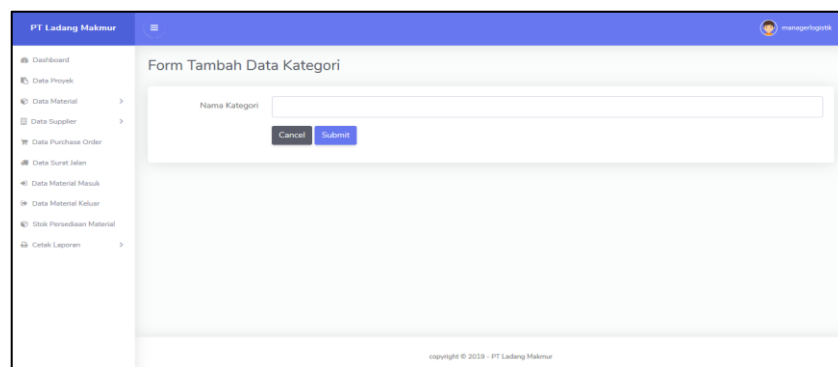 PT Ladang Makmur
managerlogistik
Dashboard
Data Proyek
Data Material
Data Supplier
Data Purchase Order
Data Surat Jalan
Data Material Masuk
Data Material Keluar
Stok Persediaan Material
Cetak Laporan
Form Tambah Data Kategori
Nama Kategori
Cancel Submit
copyright © 2019 - PT Ladang Makmur